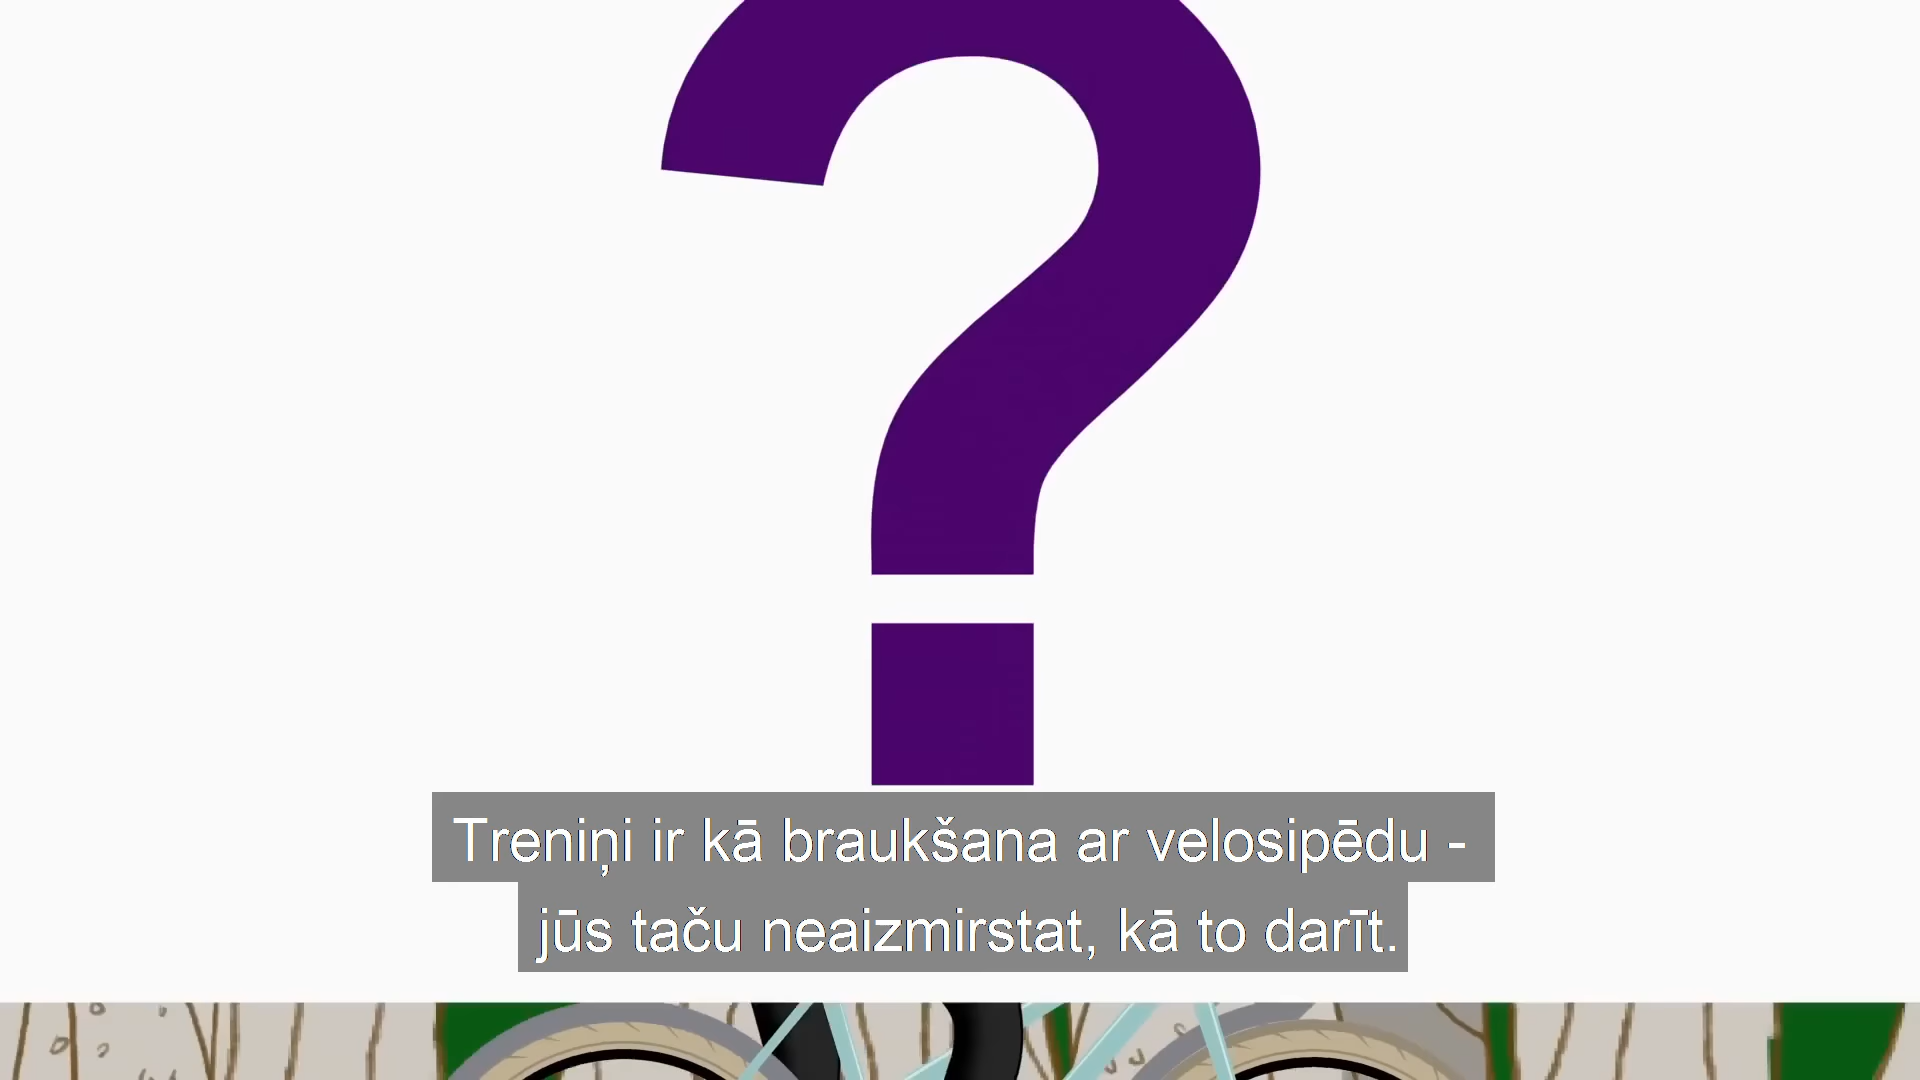 ?
Treniņi ir kā braukšana ar velosipēdu -
jūs taču neaizmirstat, kā to darīt.